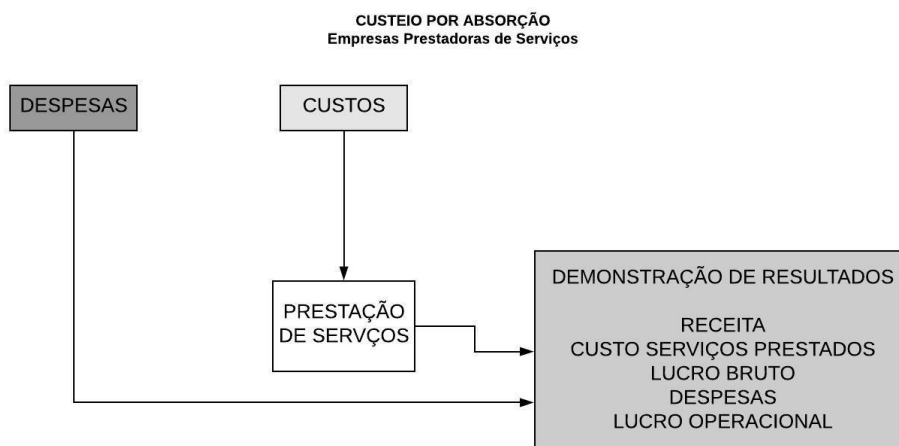 CUSTEIO POR ABSORÇÃO
Empresas Prestadoras de Serviços
DESPESAS
CUSTOS
PRESTAÇÃO
DE SERVÇOS
DEMONSTRAÇÃO DE RESULTADOS
RECEITA
CUSTO SERVIÇOS PRESTADOS
LUCRO BRUTO
DESPESAS
LUCRO OPERACIONAL